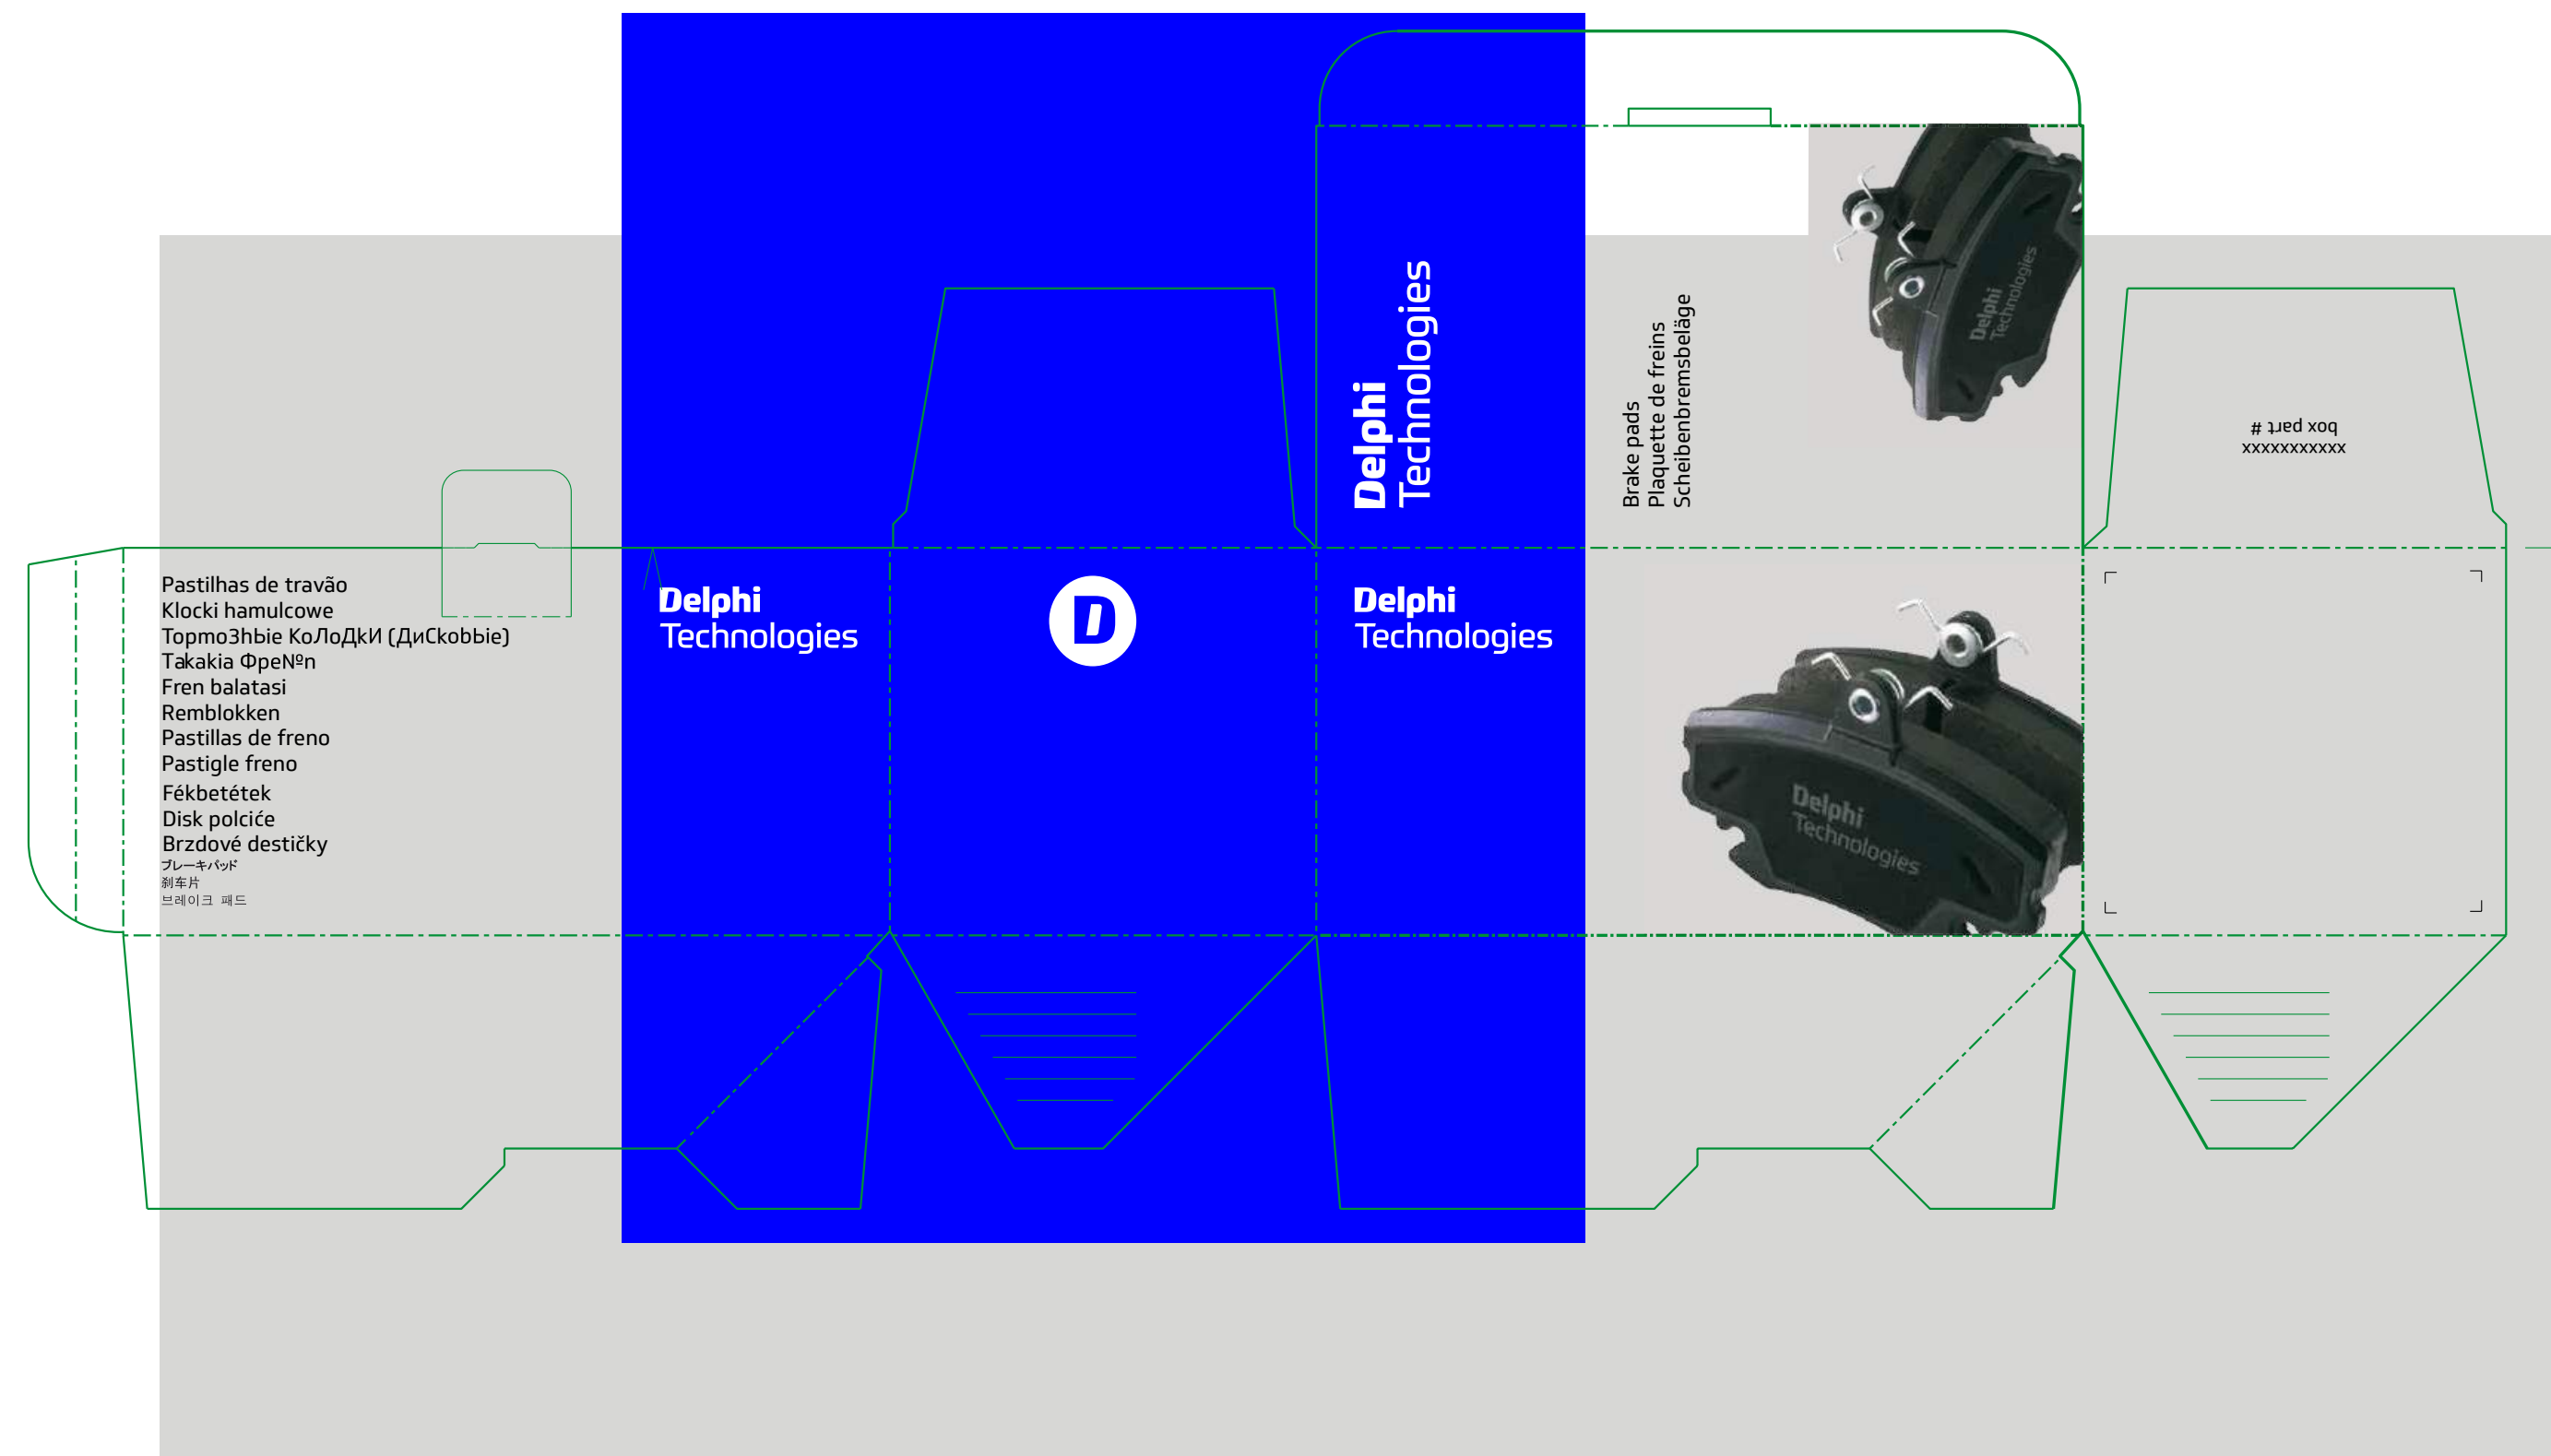 Pastilhas de travão
Klocki hamulcowe
Topmo3hbie KoЛoДkИ (ДиCkobbie)
Takakia Фpe№n
Fren balatasi
Remblokken
Pastillas de freno
Pastigle freno
Fékbetétek
Disk polciće
Brzdové destičky
ブレーキパッド
刹车片
브레이크 패드
Delphi
Technologies
D
Delphi
Technologies
Delphi
Technologies
Brake pads
Plaquette de freins
Scheibenbremsbeläge
Delphi
Technologies
Delphi
Technologies
box part #
xxxxxxxxxxx